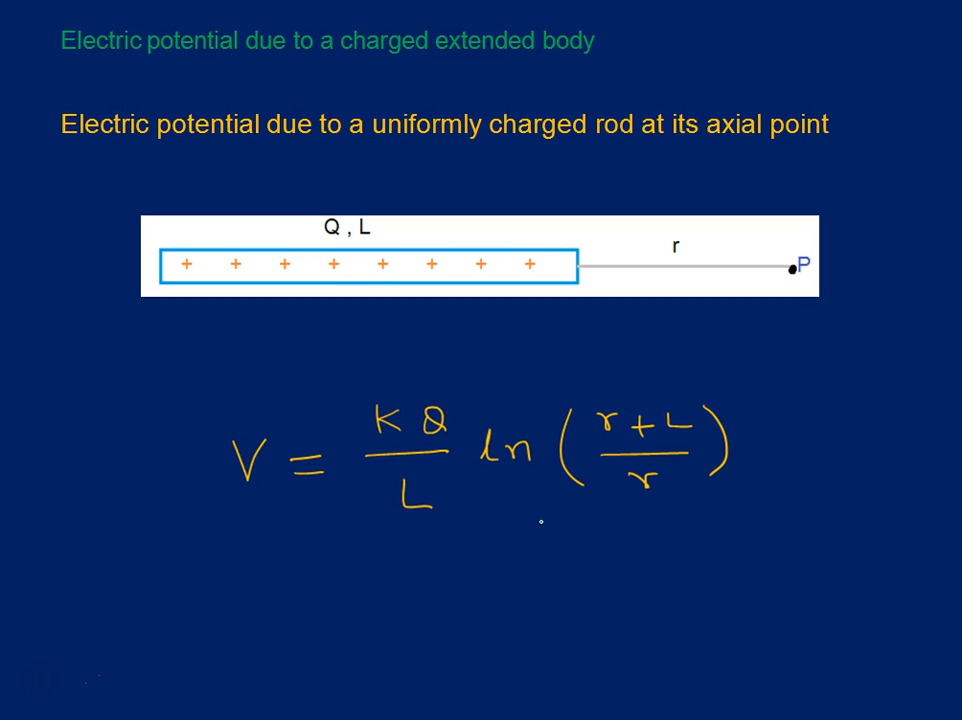 Electric potential due to a charged extended body
Electric potential due to a uniformly charged rod at its axial point
Q , L
r
+ + + + + + + +
P
V = KQ/L ln (r+L/r)